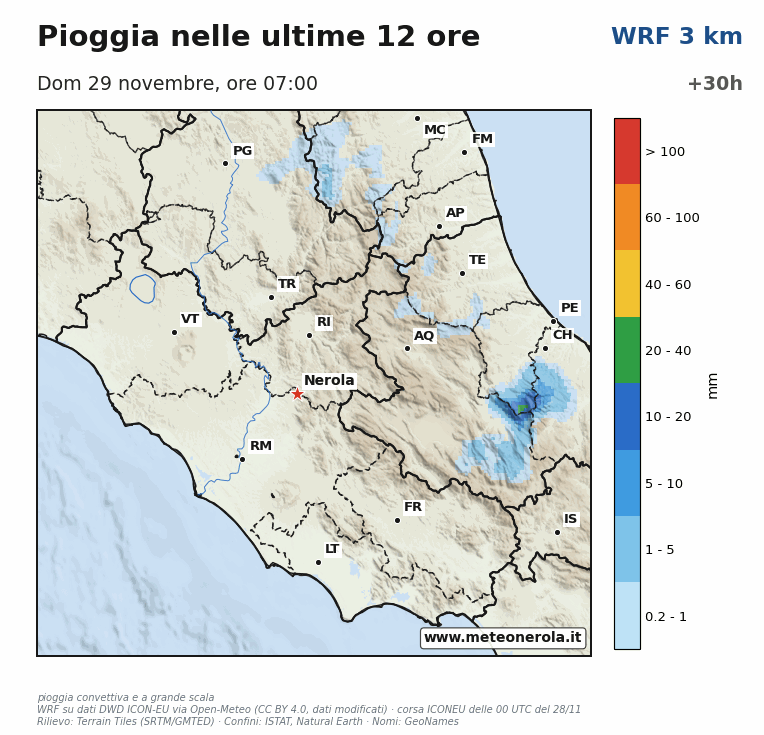 Pioggia nelle ultime 12 ore
WRF 3 km
Dom 29 novembre, ore 07:00
+30h
MC
FM
PG
AP
TE
TR
PE
VT
RI
AQ
CH
Nerola
RM
FR
IS
LT
www.meteonerola.it
> 100
60 - 100
40 - 60
20 - 40
10 - 20
5 - 10
1 - 5
0.2 - 1
mm
pioggia convettiva e a grande scala
WRF su dati DWD ICON-EU via Open-Meteo (CC BY 4.0, dati modificati) · corsa ICONEU delle 00 UTC del 28/11
Rilievo: Terrain Tiles (SRTM/GMTED) · Confini: ISTAT, Natural Earth · Nomi: GeoNames